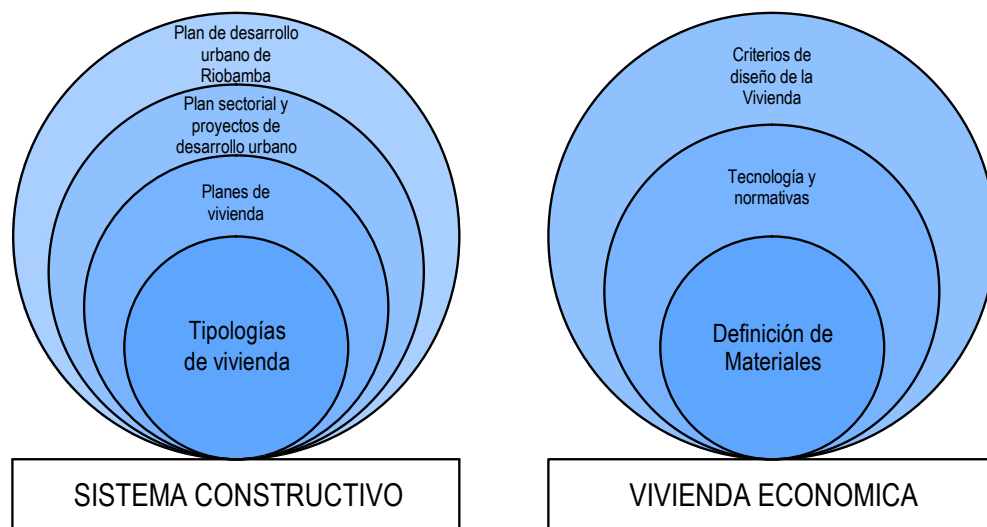 Plan de desarrollo
urbano de
Riobamba
Plan sectorial y
proyectos de
desarrollo urbano
Planes de
vivienda
Tipologías
de vivienda
SISTEMA CONSTRUCTIVO
Criterios de
diseño de la
Vivienda
Tecnología y
normativas
Definición de
Materiales
VIVIENDA ECONOMICA